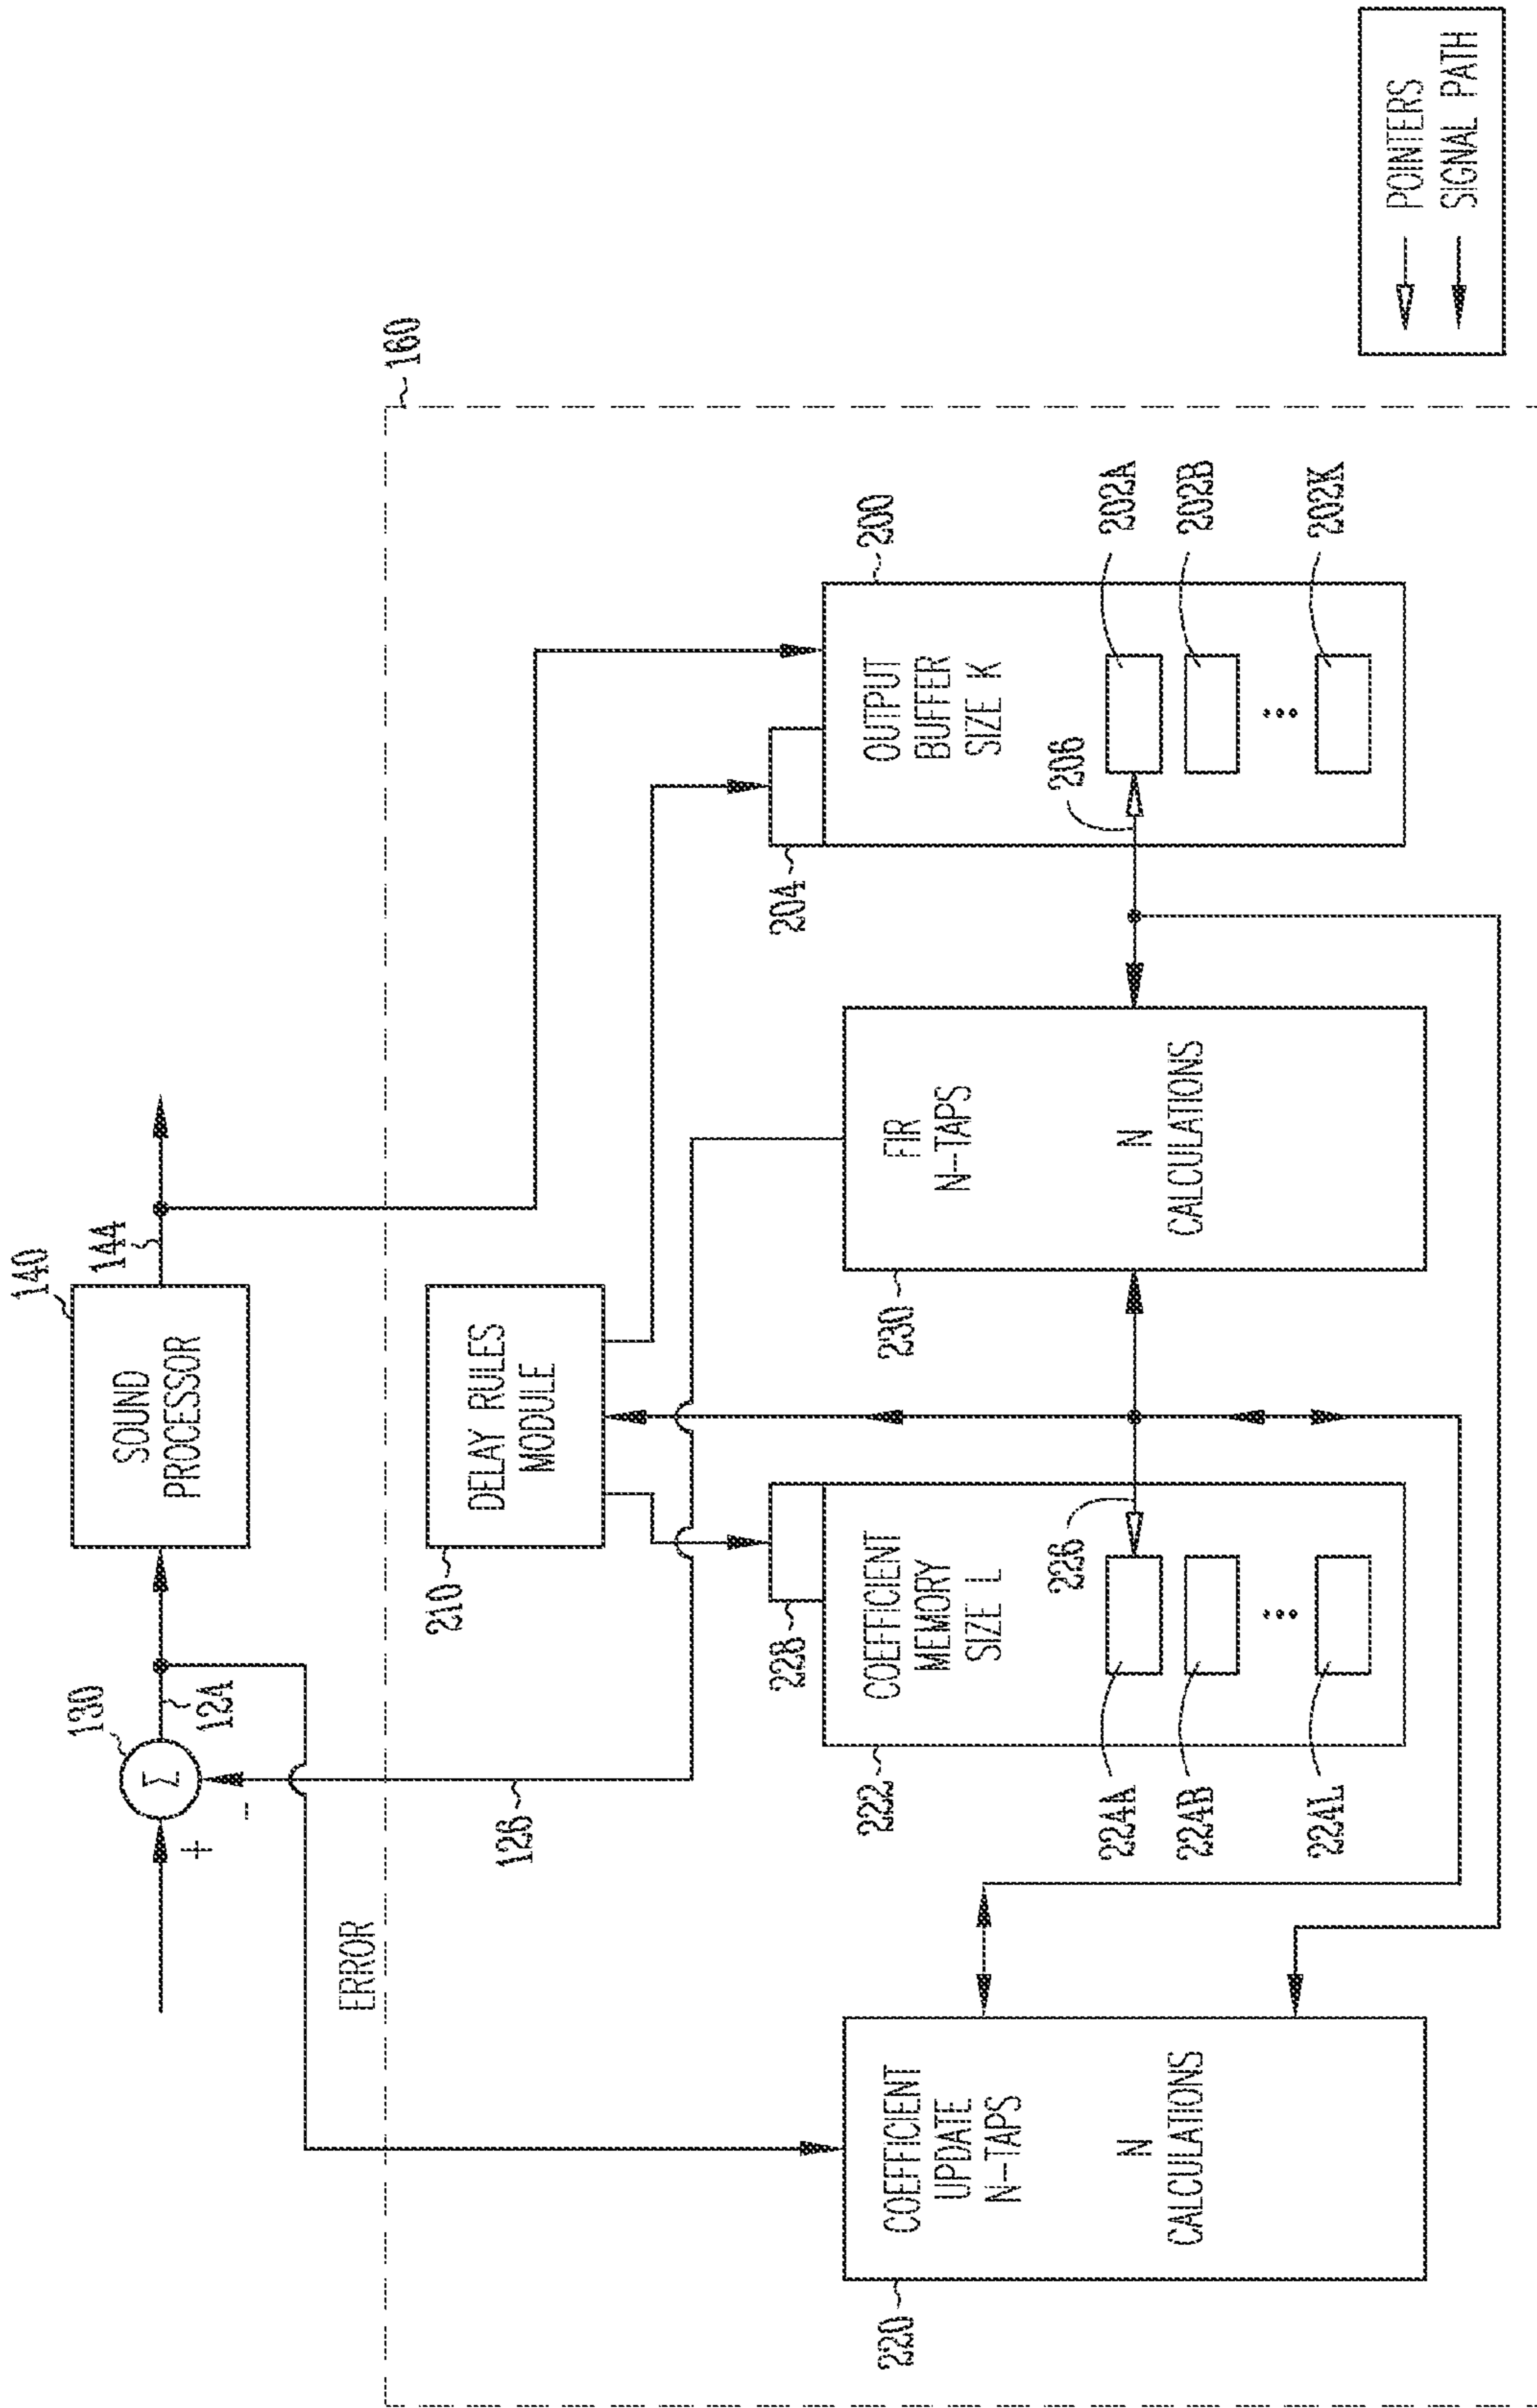 140
SOUND
PROCESSOR
144
130
Σ
+
-
124
126
ERROR
160
210
DELAY RULES
MODULE
220
COEFFICIENT
UPDATE
N-TAPS
N
CALCULATIONS
222
228
COEFFICIENT
MEMORY
SIZE L
226
224A
224B
224L
230
FIR
N-TAPS
N
CALCULATIONS
204
200
OUTPUT
BUFFER
SIZE K
206
202A
202B
202K
POINTERS
SIGNAL PATH